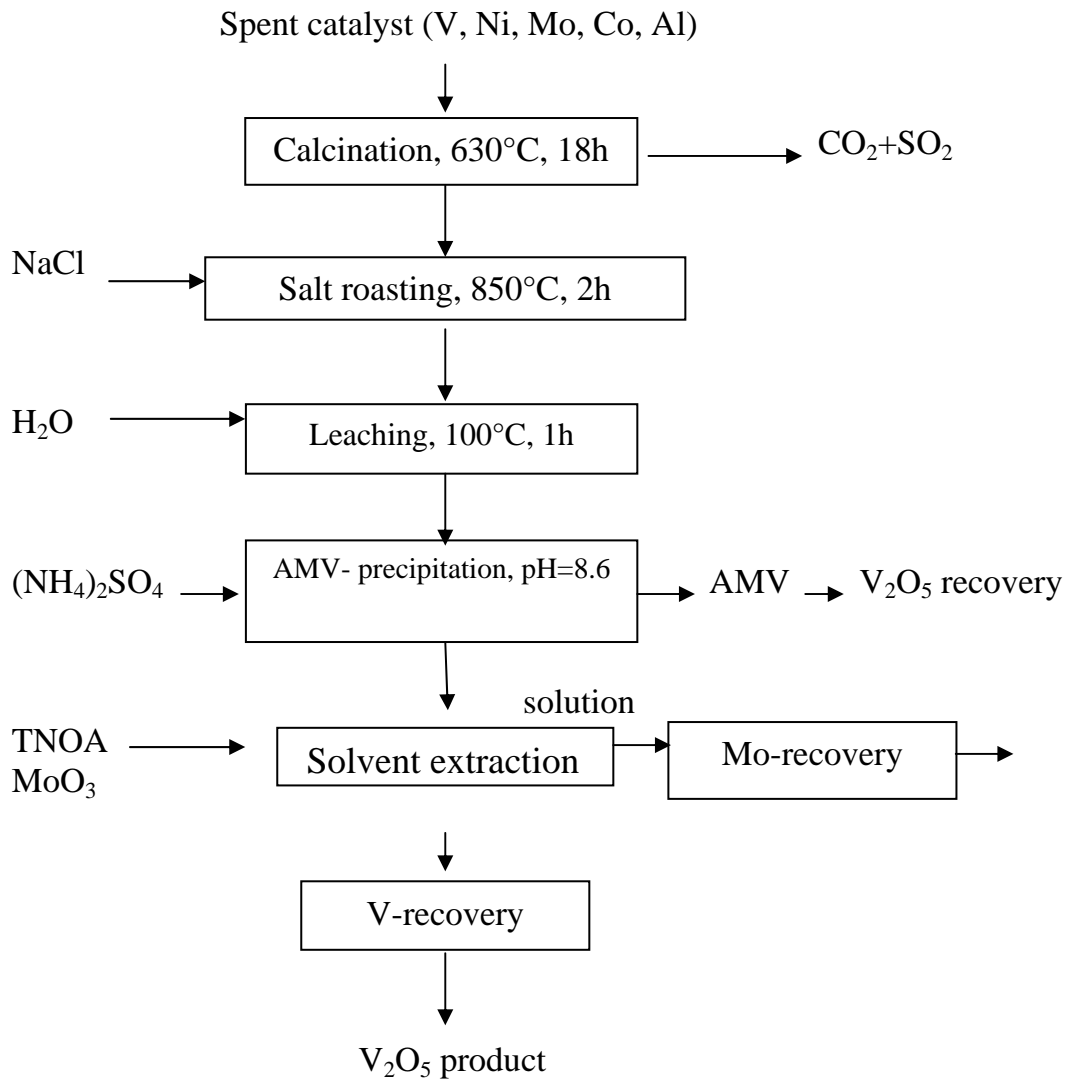 Spent catalyst (V, Ni, Mo, Co, Al)
Calcination, 630°C, 18h
CO₂+SO₂
NaCl
Salt roasting, 850°C, 2h
H₂O
Leaching, 100°C, 1h
(NH₄)₂SO₄
AMV- precipitation, pH=8.6
AMV
V₂O₅ recovery
solution
TNOA
MoO₃
Solvent extraction
Mo-recovery
V-recovery
V₂O₅ product